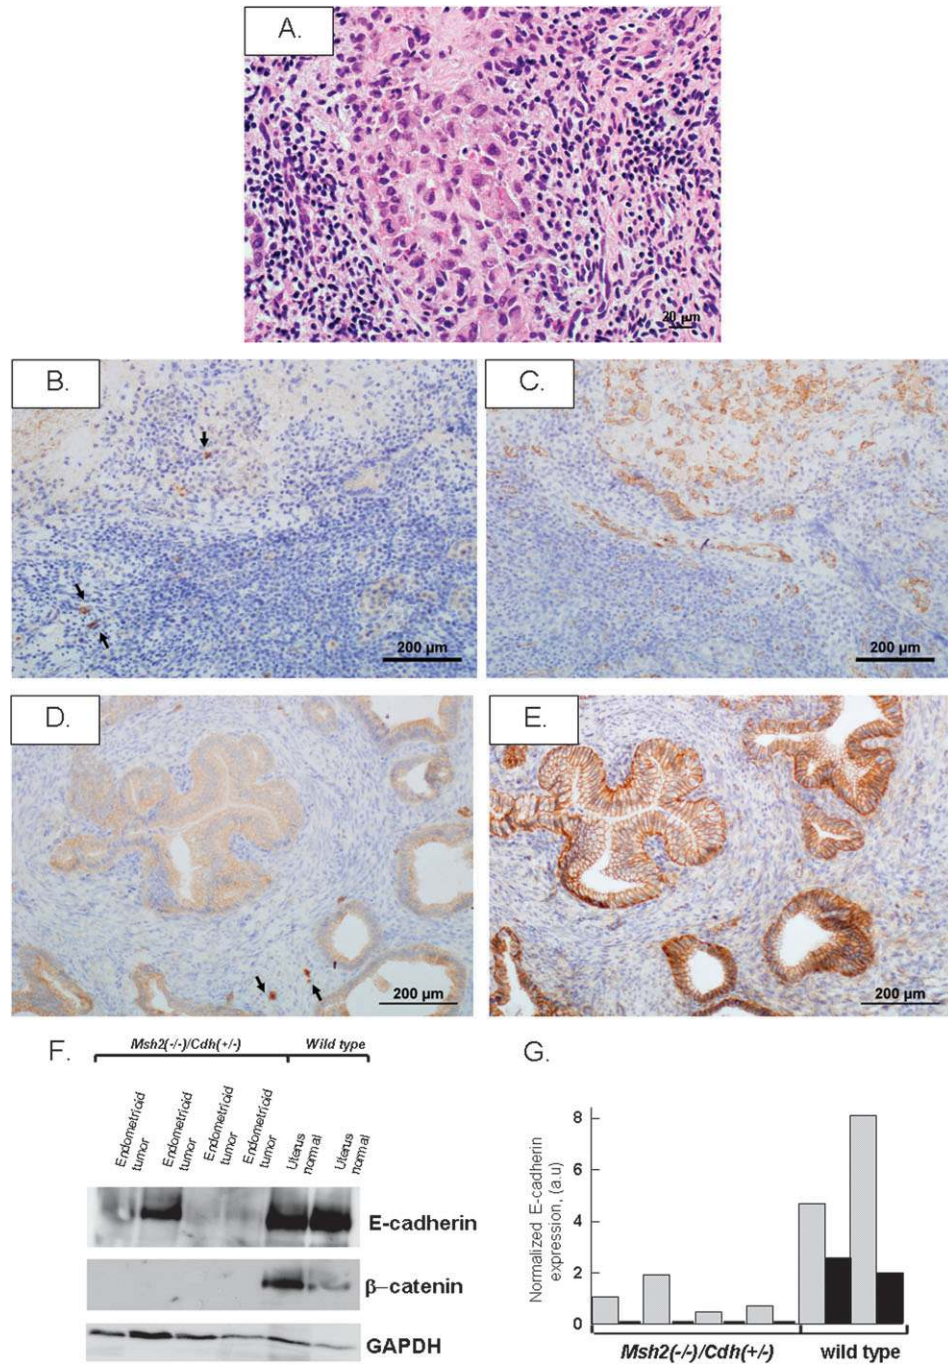 A.
20 µm
B.
C.
200 µm
200 µm
D.
E.
200 µm
200 µm
F.
Msh2(-/-)/Cdh(+/-)
Wild type
Endometrioid
tumor
Endometrioid
tumor
Endometrioid
tumor
Endometrioid
tumor
Uterus
normal
Uterus
normal
E-cadherin
β-catenin
GAPDH
G.
Normalized E-cadherin
expression, (a.u)
8
6
4
2
0
Msh2(-/-)/Cdh(+/-)
wild type